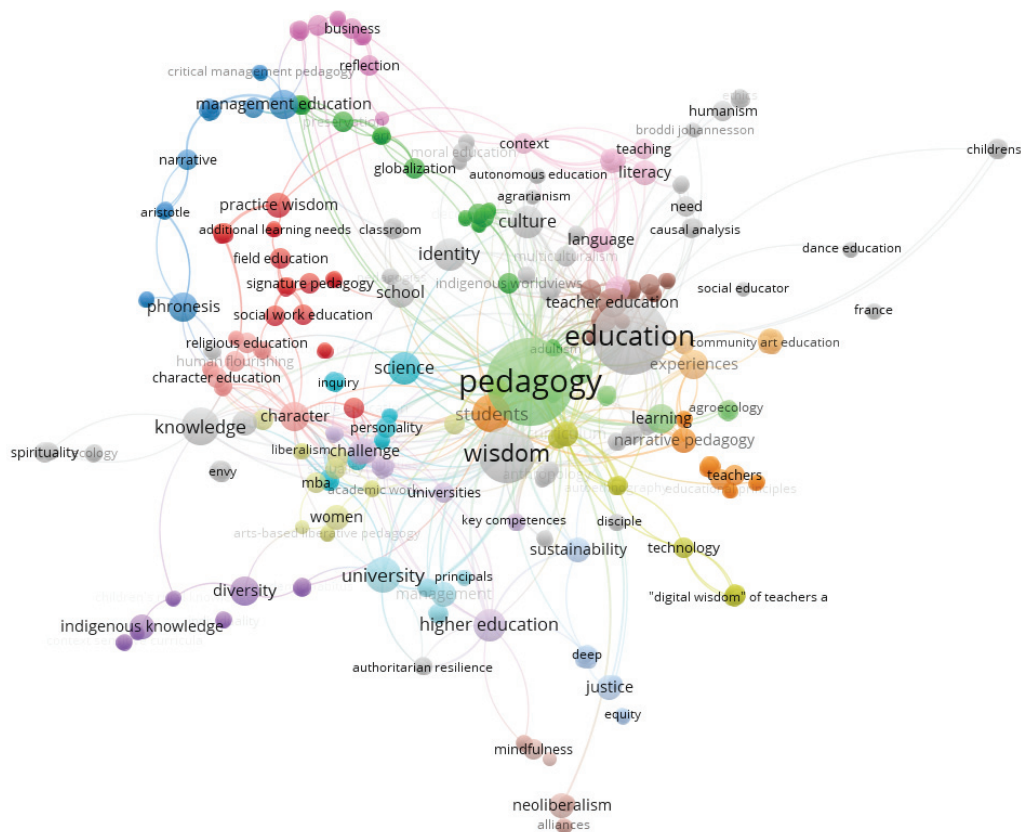 business
reflection
critical management pedagogy
management education
preservation
humanism
broddi johannesson
context
teaching
childrens
moral education
narrative
globalization
autonomous education
literacy
agrarianism
practice wisdom
need
aristotle
culture
additional learning needs
classroom
causal analysis
language
identity
dance education
field education
multiculturalism
signature pedagogy
indigenous worldviews
school
social educator
phronesis
teacher education
social work education
france
education
religious education
community art education
adultism
human flourishing
experiences
science
character education
pedagogy
inquiry
agroecology
students
character
learning
knowledge
personality
narrative pedagogy
liberalism
challenge
wisdom
spirituality
ecology
envy
teachers
mba
academic work
universities
women
key competences
disciple
arts-based liberative pedagogy
sustainability
technology
university
principals
diversity
management
"digital wisdom" of teachers a
indigenous knowledge
higher education
authoritarian resilience
deep
justice
equity
mindfulness
neoliberalism
alliances